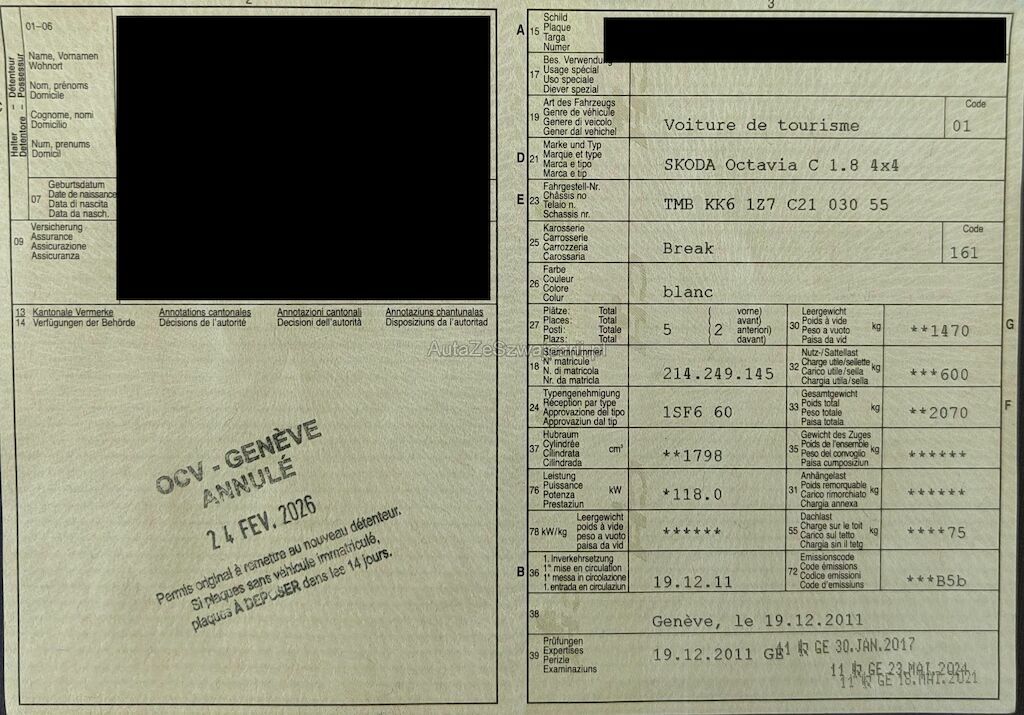 2
01–06
Halter – Détenteur
Detentore – Possessur
Name, Vornamen
Wohnort
Nom, prénoms
Domicile
Cognome, nomi
Domicilio
Num, prenums
Domicil
07
Geburtsdatum
Date de naissance
Data di nascita
Data da nasch.
09
Versicherung
Assurance
Assicurazione
Assicuranza
13 Kantonale Vermerke Annotations cantonales Annotazioni cantonali Annotaziuns chantunalas
14 Verfügungen der Behörde Décisions de l'autorité Decisioni dell'autorità Disposiziuns da l'autoritad
OCV - GENÈVE
ANNULÉ
24 FEV. 2026
Permis original à remettre au nouveau détenteur.
Si plaques sans véhicule immatriculé,
plaques À DÉPOSER dans les 14 jours.
3
A 15
Schild
Plaque
Targa
Numer
17
Bes. Verwendung
Usage spécial
Uso speciale
Diever spezial
19
Art des Fahrzeugs
Genre de véhicule
Genere di veicolo
Gener dal vehichel
Voiture de tourisme
Code
01
D 21
Marke und Typ
Marque et type
Marca e tipo
Marca e tip
SKODA Octavia C 1.8 4x4
E 23
Fahrgestell-Nr.
Châssis no
Telaio n.
Schassis nr.
TMB KK6 1Z7 C21 030 55
25
Karosserie
Carrosserie
Carrozzeria
Carossaria
Break
Code
161
26
Farbe
Couleur
Colore
Colur
blanc
27
Plätze: Total
Places: Total
Posti: Totale
Plazs: Total
5
( 2
vorne)
avant)
anteriori)
davant)
30
Leergewicht
Poids à vide
Peso a vuoto
Paisa da vid
kg
**1470
G
AutaZeSzwajcarii.pl
18
Stammnummer
N° matricule
N. di matricola
Nr. da matricla
214.249.145
32
Nutz-/Sattellast
Charge utile/sellette
Carico utile/sella
Chargia utila/sella
kg
***600
24
Typengenehmigung
Réception par type
Approvazione del tipo
Approvaziun dal tip
1SF6 60
33
Gesamtgewicht
Poids total
Peso totale
Paisa totala
kg
**2070
F
37
Hubraum
Cylindrée
Cilindrata
Cilindrada
cm³
**1798
35
Gewicht des Zuges
Poids de l'ensemble
Peso del convoglio
Paisa cumposiziun
kg
******
76
Leistung
Puissance
Potenza
Prestaziun
kW
*118.0
31
Anhängelast
Poids remorquable
Carico rimorchiato
Chargia annexa
kg
******
78 kW/kg
Leergewicht
poids à vide
peso a vuoto
paisa da vid
******
55
Dachlast
Charge sur le toit
Carico sul tetto
Chargia sin il tetg
kg
****75
B 36
1. Inverkehrsetzung
1re mise en circulation
1a messa in circolazione
1. entrada en circulaziun
19.12.11
72
Emissionscode
Code émissions
Codice emissioni
Code d'emissiuns
***B5b
38
Genève, le 19.12.2011
39
Prüfungen
Expertises
Perizie
Examinaziuns
19.12.2011 GE
GE 30.JAN.2017
GE 23.MAI.2024
GE 18.MAI.2021